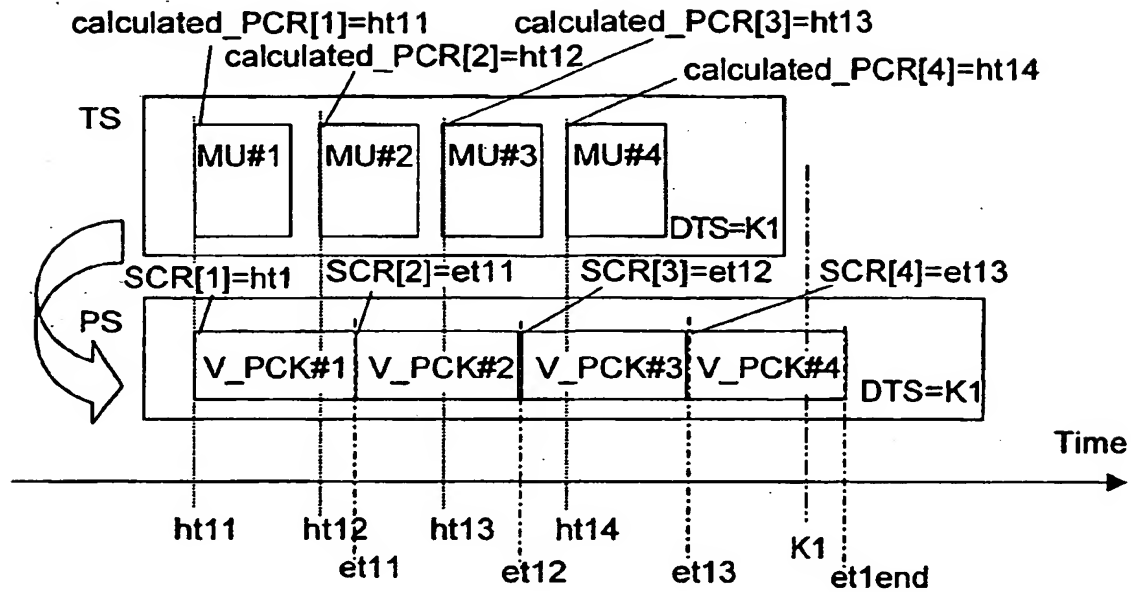 calculated_PCR[1]=ht11 calculated_PCR[3]=ht13
calculated_PCR[2]=ht12 calculated_PCR[4]=ht14
TS
MU#1 MU#2 MU#3 MU#4
DTS=K1
SCR[1]=ht1 SCR[2]=et11 SCR[3]=et12 SCR[4]=et13
PS
V_PCK#1 V_PCK#2 V_PCK#3 V_PCK#4
DTS=K1
Time
ht11 ht12 ht13 ht14 K1
et11 et12 et13 et1end